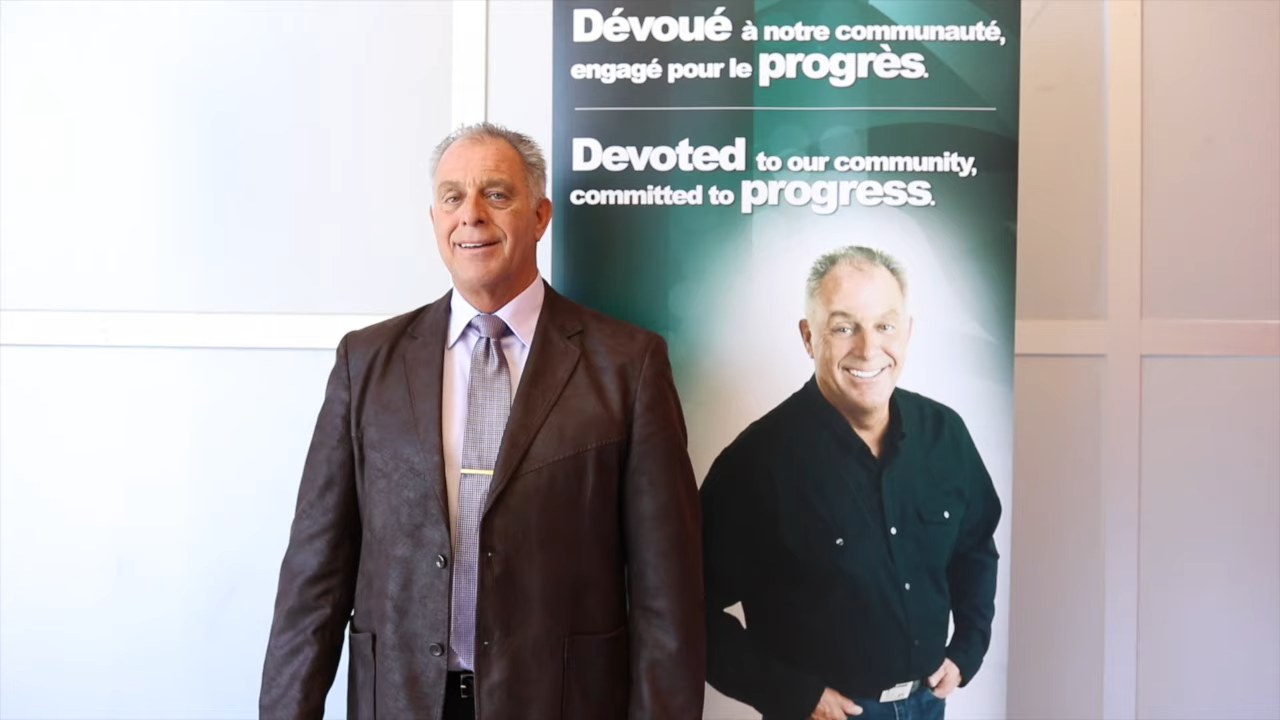 Dévoué à notre communauté,
engagé pour le progrès.
Devoted to our community,
committed to progress.